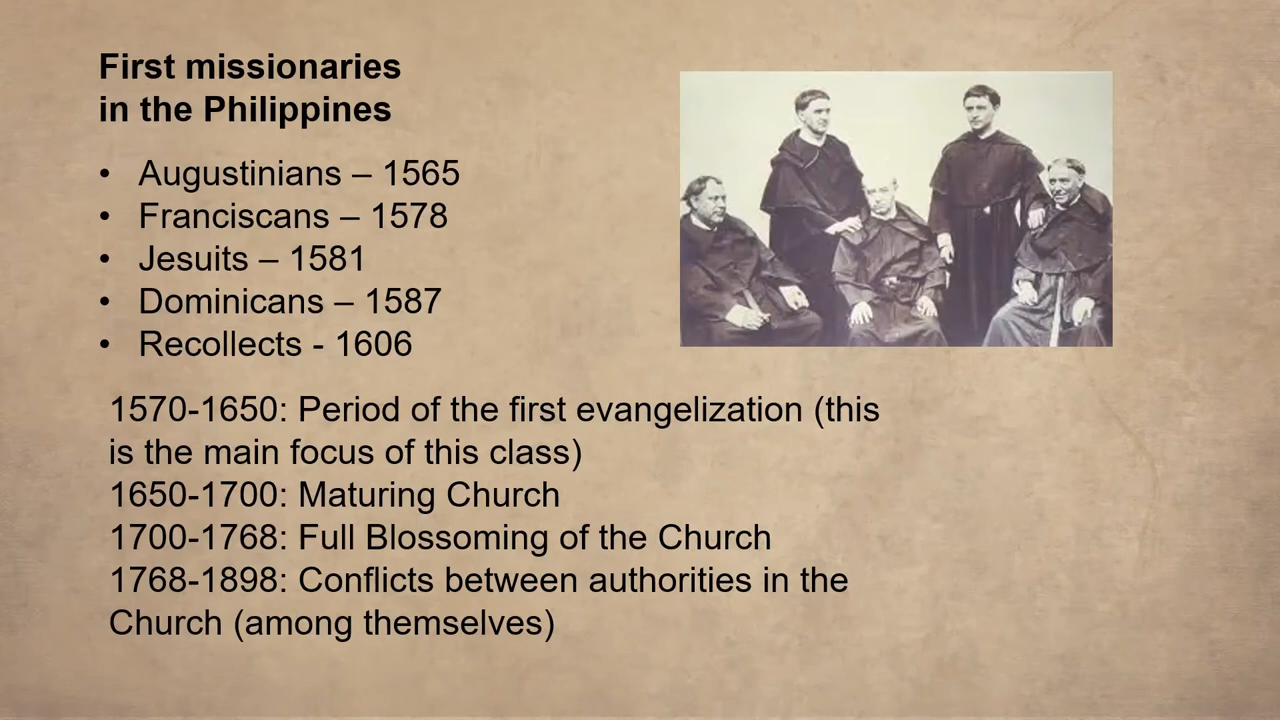 First missionaries
in the Philippines
• Augustinians – 1565
• Franciscans – 1578
• Jesuits – 1581
• Dominicans – 1587
• Recollects - 1606
1570-1650: Period of the first evangelization (this
is the main focus of this class)
1650-1700: Maturing Church
1700-1768: Full Blossoming of the Church
1768-1898: Conflicts between authorities in the
Church (among themselves)